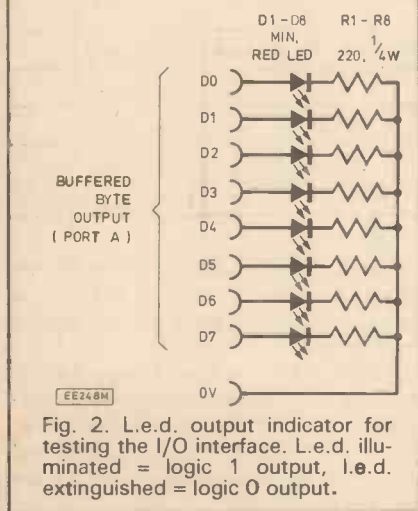 D1-D8
MIN,
RED LED
R1-R8
220, 1/4W
D0
D1
D2
D3
D4
D5
D6
D7
BUFFERED
BYTE
OUTPUT
( PORT A )
0V
EE248M
Fig. 2. L.e.d. output indicator for
testing the I/O interface. L.e.d. illu-
minated = logic 1 output, l.e.d.
extinguished = logic 0 output.